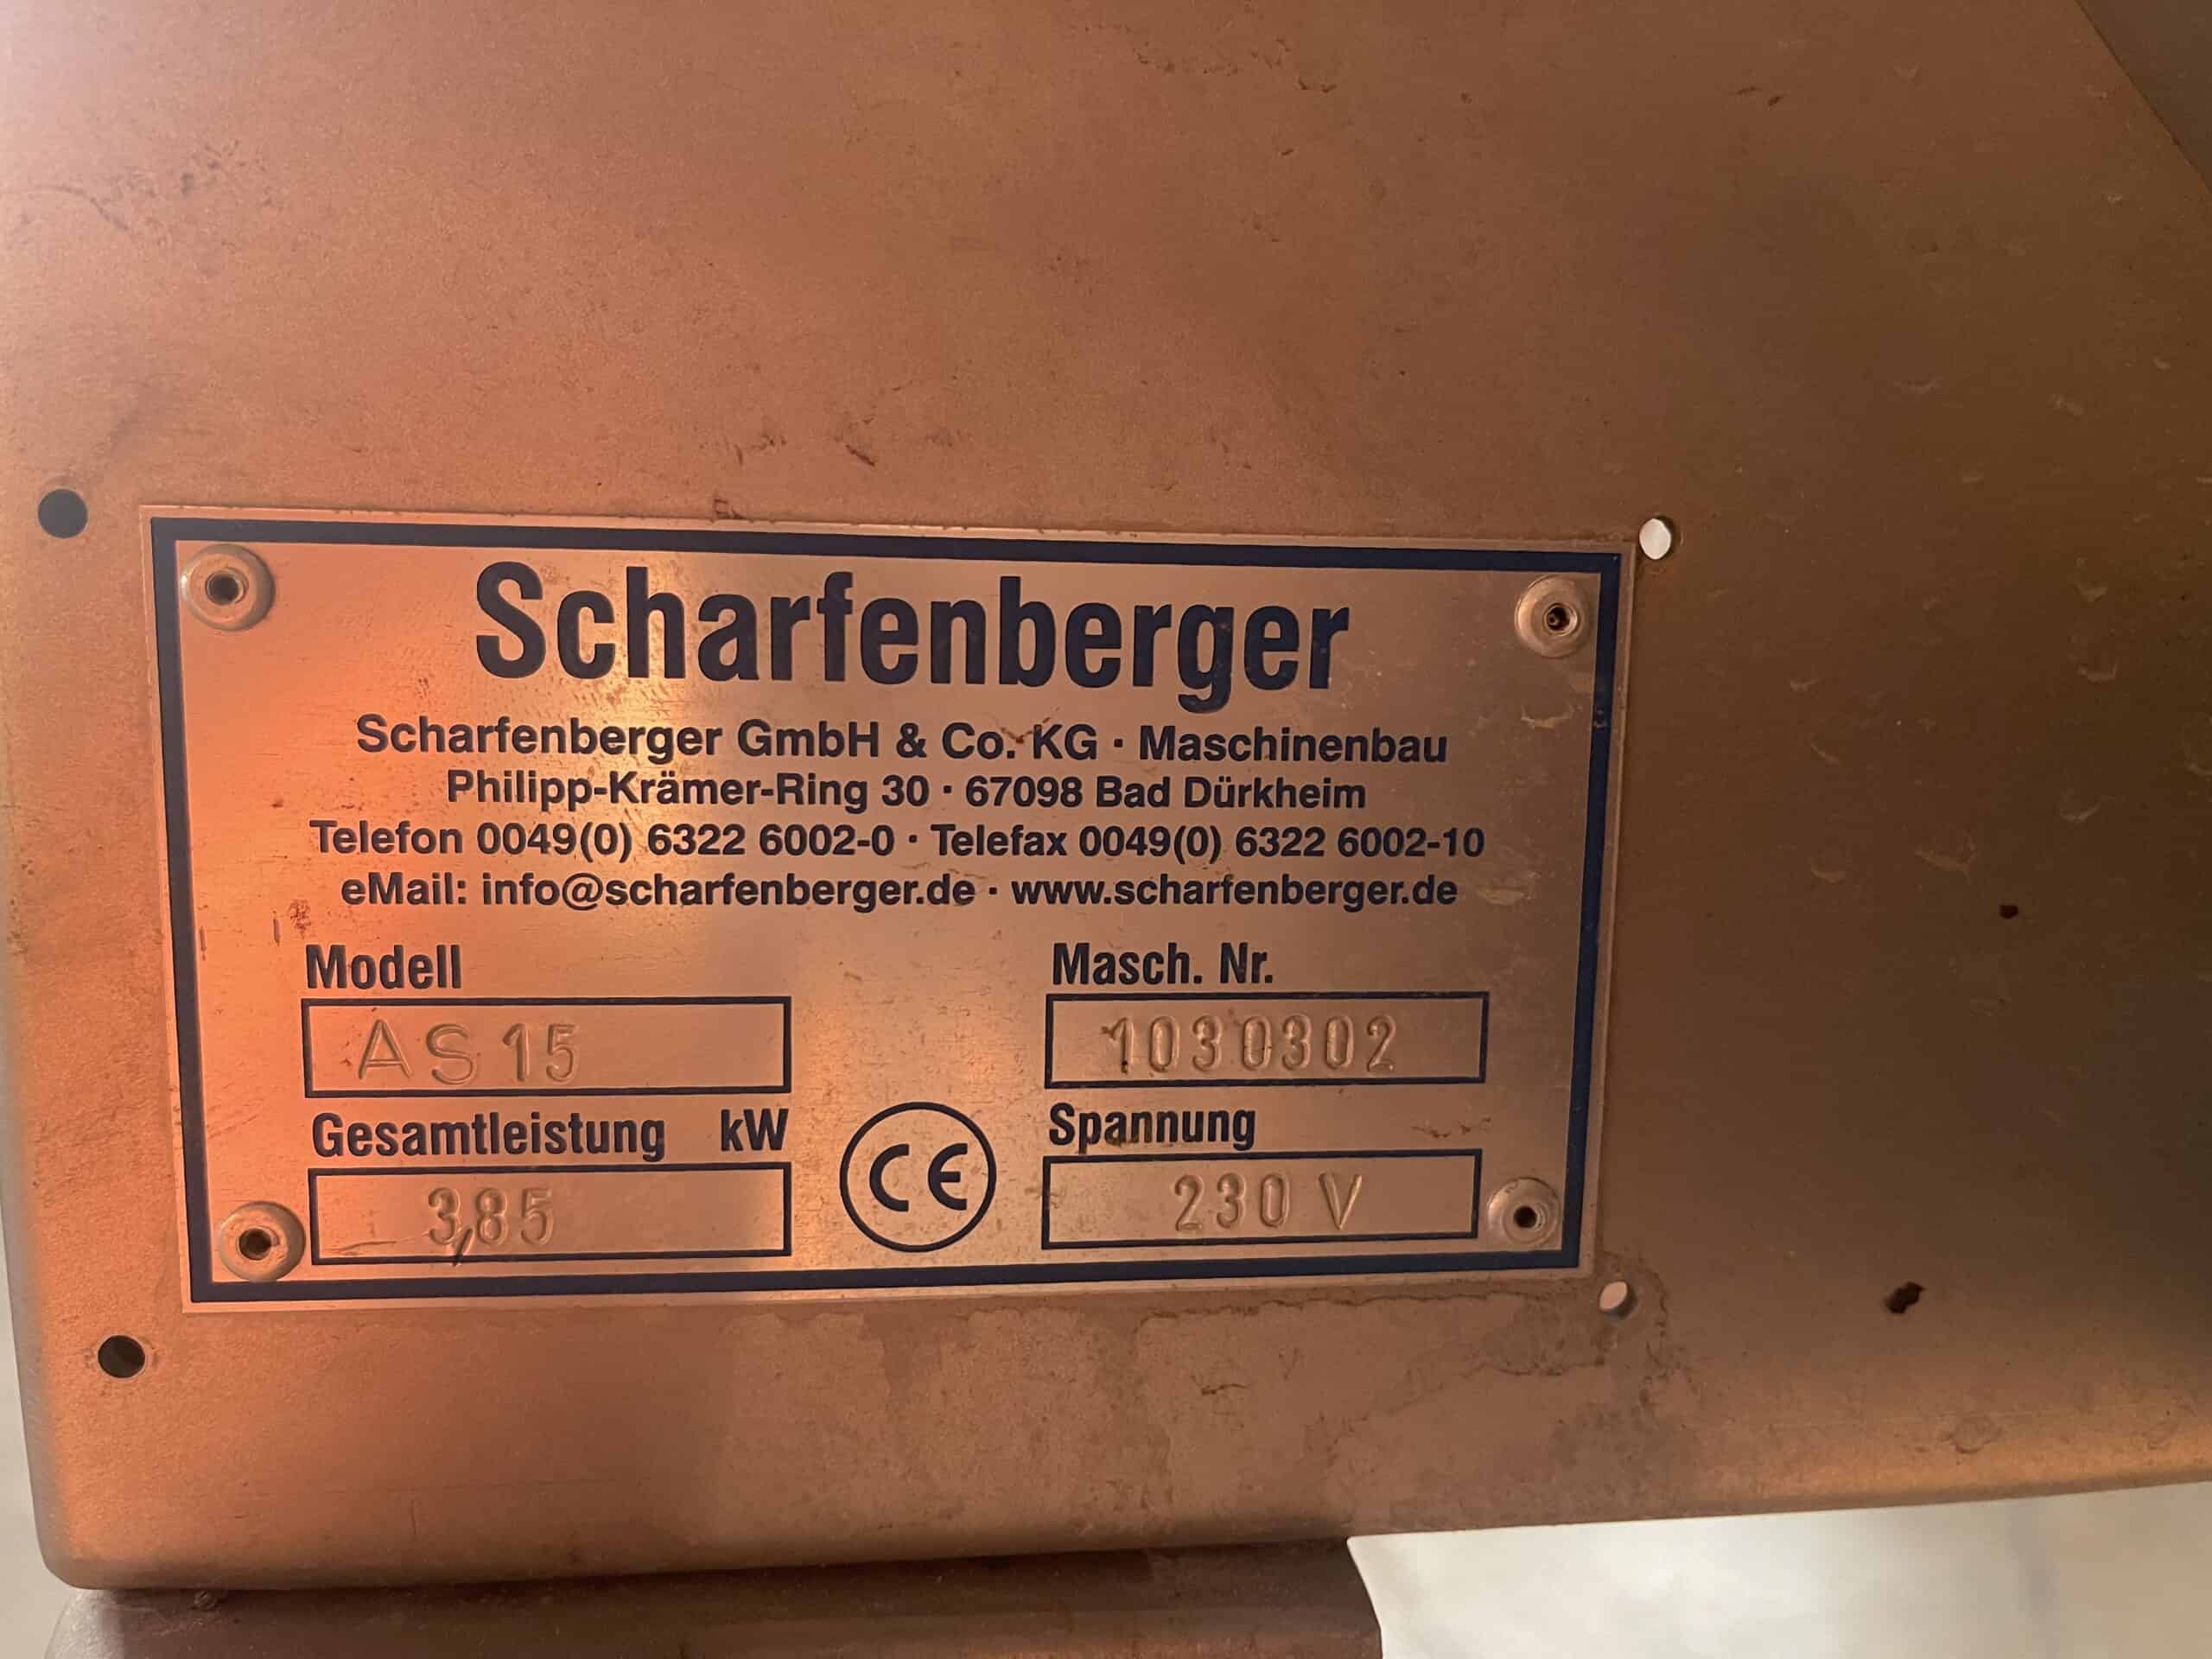 Scharfenberger
Scharfenberger GmbH & Co. KG · Maschinenbau
Philipp-Krämer-Ring 30 · 67098 Bad Dürkheim
Telefon 0049(0) 6322 6002-0 · Telefax 0049(0) 6322 6002-10
eMail: info@scharfenberger.de · www.scharfenberger.de
Modell Masch. Nr.
AS 15 1030302
Gesamtleistung kW Spannung
3,85 CE 230 V